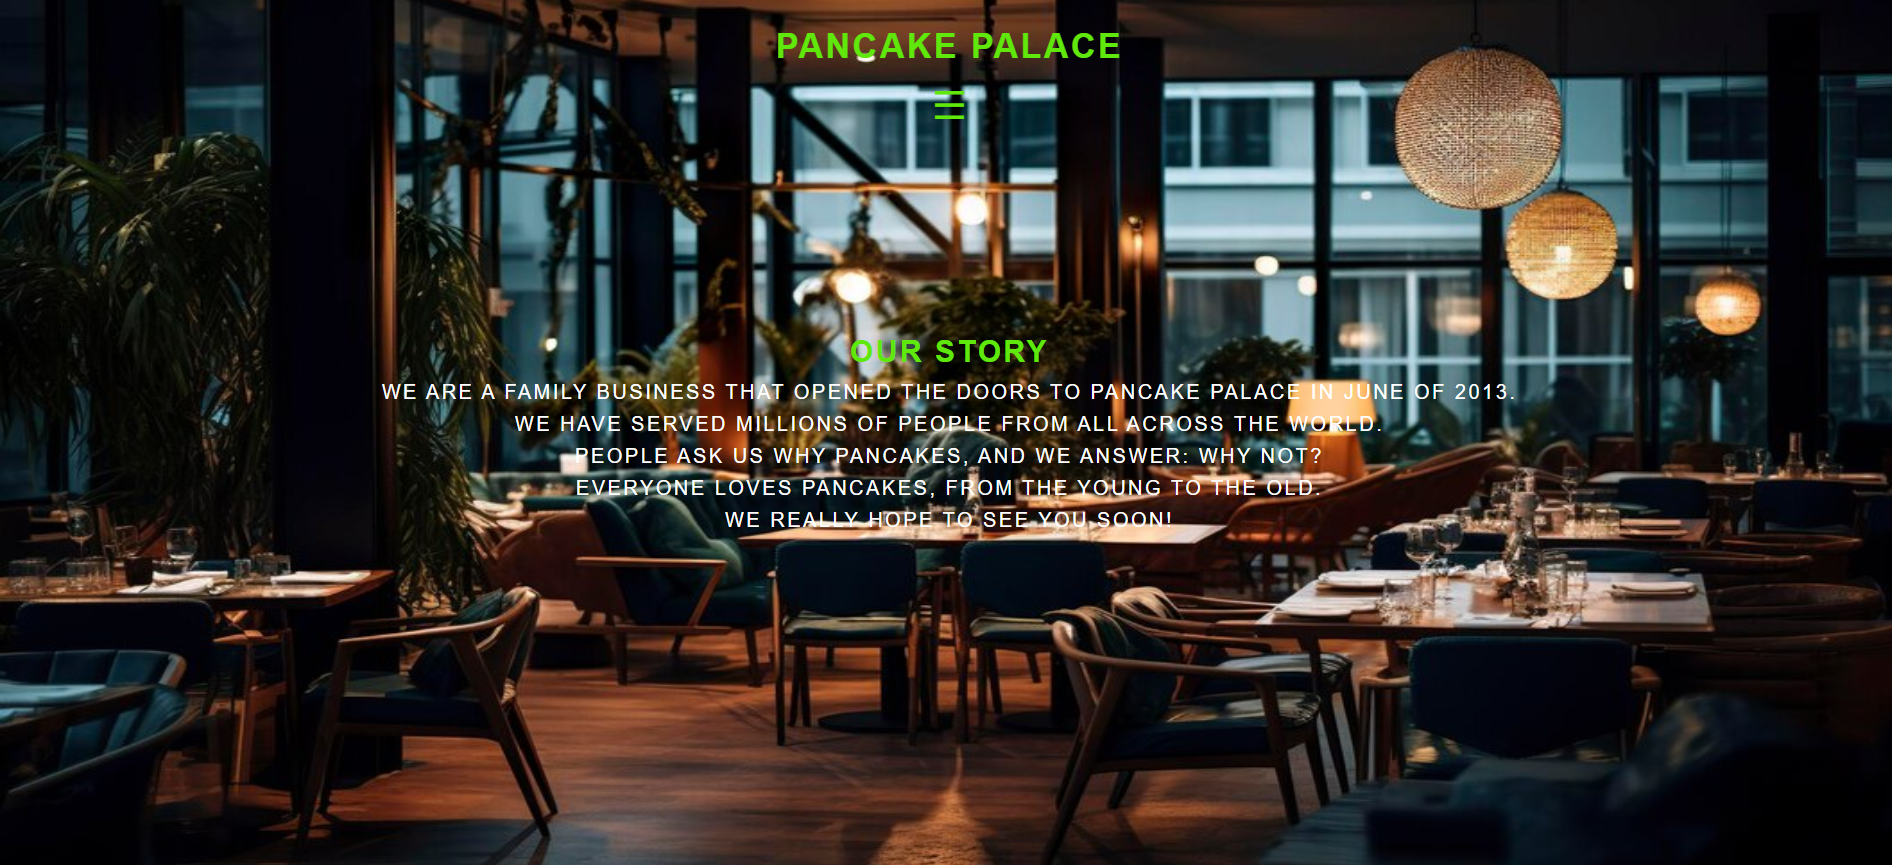 PANCAKE PALACE
OUR STORY
WE ARE A FAMILY BUSINESS THAT OPENED THE DOORS TO PANCAKE PALACE IN JUNE OF 2013.
WE HAVE SERVED MILLIONS OF PEOPLE FROM ALL ACROSS THE WORLD.
PEOPLE ASK US WHY PANCAKES, AND WE ANSWER: WHY NOT?
EVERYONE LOVES PANCAKES, FROM THE YOUNG TO THE OLD.
WE REALLY HOPE TO SEE YOU SOON!